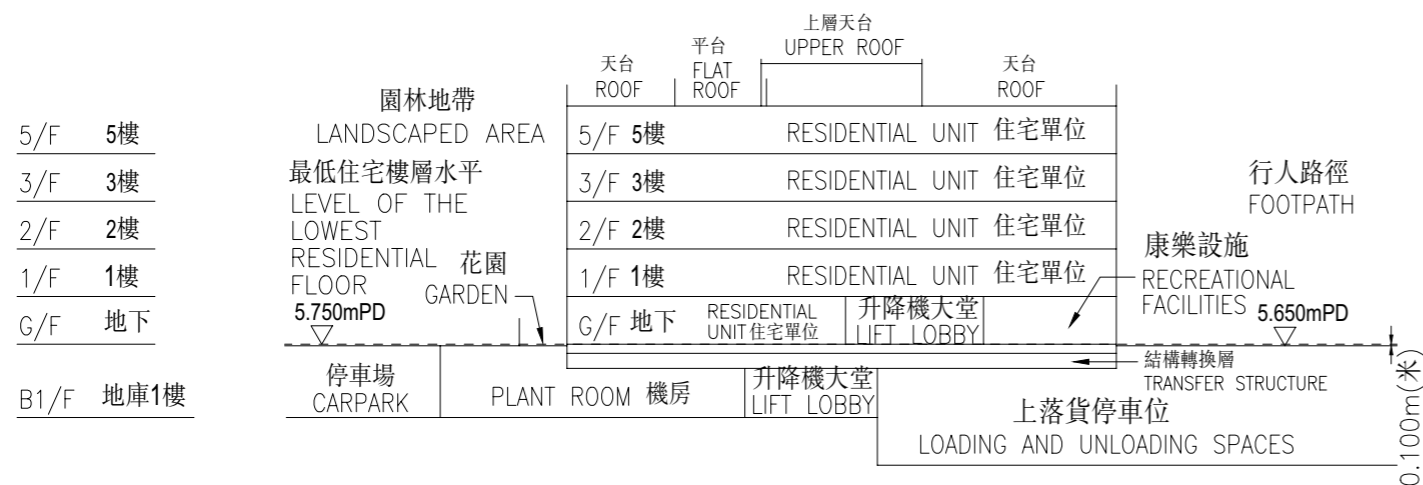 上層天台
UPPER ROOF
平台
FLAT
ROOF
天台
ROOF
天台
ROOF
園林地帶
LANDSCAPED AREA
5/F 5樓
5/F 5樓
RESIDENTIAL UNIT 住宅單位
最低住宅樓層水平
LEVEL OF THE
LOWEST
RESIDENTIAL
FLOOR
5.750mPD
3/F 3樓
3/F 3樓
RESIDENTIAL UNIT 住宅單位
行人路徑
FOOTPATH
2/F 2樓
2/F 2樓
RESIDENTIAL UNIT 住宅單位
1/F 1樓
花園
GARDEN
1/F 1樓
RESIDENTIAL UNIT 住宅單位
康樂設施
RECREATIONAL
FACILITIES
5.650mPD
G/F 地下
G/F 地下
RESIDENTIAL
UNIT住宅單位
升降機大堂
LIFT LOBBY
結構轉換層
TRANSFER STRUCTURE
B1/F 地庫1樓
停車場
CARPARK
PLANT ROOM 機房
升降機大堂
LIFT LOBBY
上落貨停車位
LOADING AND UNLOADING SPACES
0.100m(米)